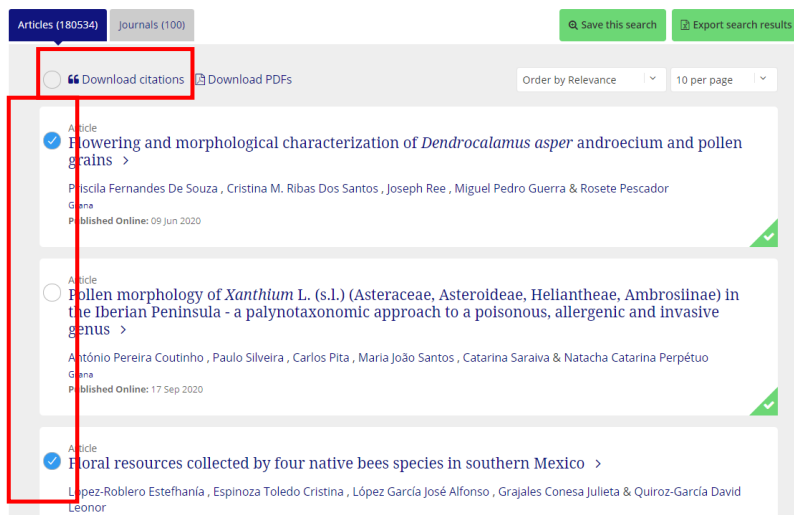 Articles (180534)
Journals (100)
Save this search
Export search results
Download citations
Download PDFs
Order by Relevance
10 per page
Article
Flowering and morphological characterization of Dendrocalamus asper androecium and pollen
grains >
Priscila Fernandes De Souza , Cristina M. Ribas Dos Santos , Joseph Ree , Miguel Pedro Guerra & Rosete Pescador
Grana
Published Online: 09 Jun 2020
Article
Pollen morphology of Xanthium L. (s.l.) (Asteraceae, Asteroideae, Heliantheae, Ambrosiinae) in
the Iberian Peninsula - a palynotaxonomic approach to a poisonous, allergenic and invasive
genus >
António Pereira Coutinho , Paulo Silveira , Carlos Pita , Maria João Santos , Catarina Saraiva & Natacha Catarina Perpétuo
Grana
Published Online: 17 Sep 2020
Article
Floral resources collected by four native bees species in southern Mexico >
López-Roblero Estefhanía , Espinoza Toledo Cristina , López García José Alfonso , Grajales Conesa Julieta & Quiroz-García David
Leonor